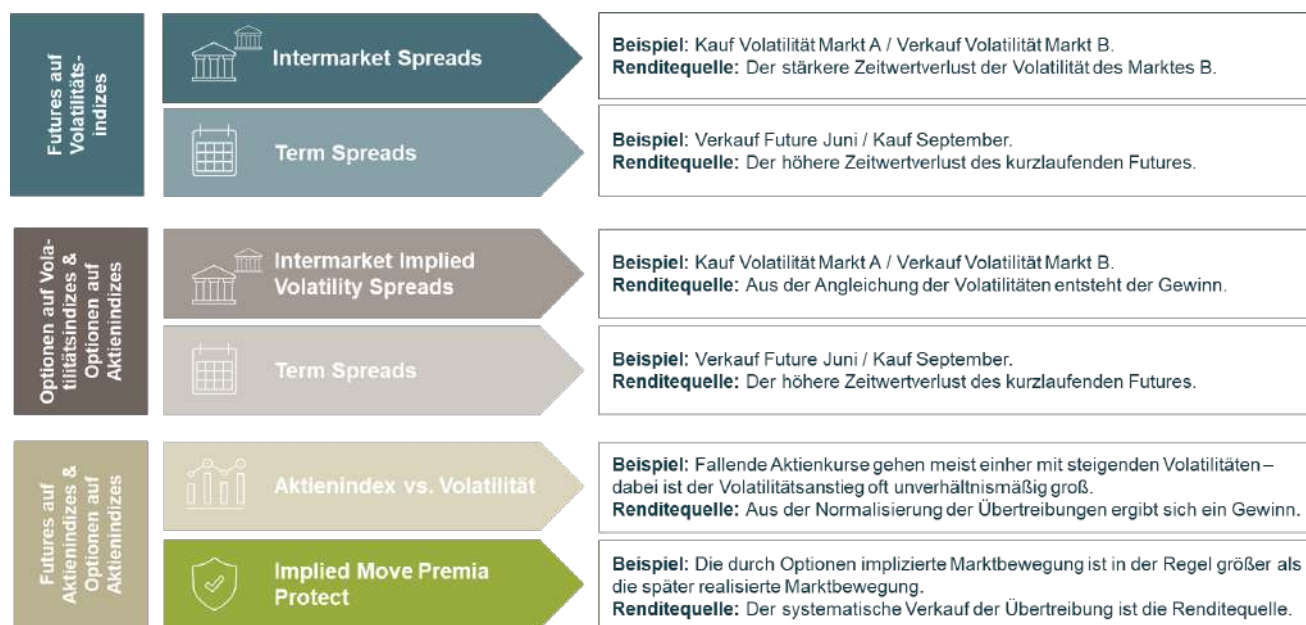 Futures auf
Volatilitäts-
indizes
Intermarket Spreads
Beispiel: Kauf Volatilität Markt A / Verkauf Volatilität Markt B.
Renditequelle: Der stärkere Zeitwertverlust der Volatilität des Marktes B.
Term Spreads
Beispiel: Verkauf Future Juni / Kauf September.
Renditequelle: Der höhere Zeitwertverlust des kurzlaufenden Futures.
Optionen auf Vola-
tilitätsindizes &
Optionen auf
Aktienindizes
Intermarket Implied
Volatility Spreads
Beispiel: Kauf Volatilität Markt A / Verkauf Volatilität Markt B.
Renditequelle: Aus der Angleichung der Volatilitäten entsteht der Gewinn.
Term Spreads
Beispiel: Verkauf Future Juni / Kauf September.
Renditequelle: Der höhere Zeitwertverlust des kurzlaufenden Futures.
Futures auf
Aktienindizes &
Optionen auf
Aktienindizes
Aktienindex vs. Volatilität
Beispiel: Fallende Aktienkurse gehen meist einher mit steigenden Volatilitäten –
dabei ist der Volatilitätsanstieg oft unverhältnismäßig groß.
Renditequelle: Aus der Normalisierung der Übertreibungen ergibt sich ein Gewinn.
Implied Move Premia
Protect
Beispiel: Die durch Optionen implizierte Marktbewegung ist in der Regel größer als
die später realisierte Marktbewegung.
Renditequelle: Der systematische Verkauf der Übertreibung ist die Renditequelle.